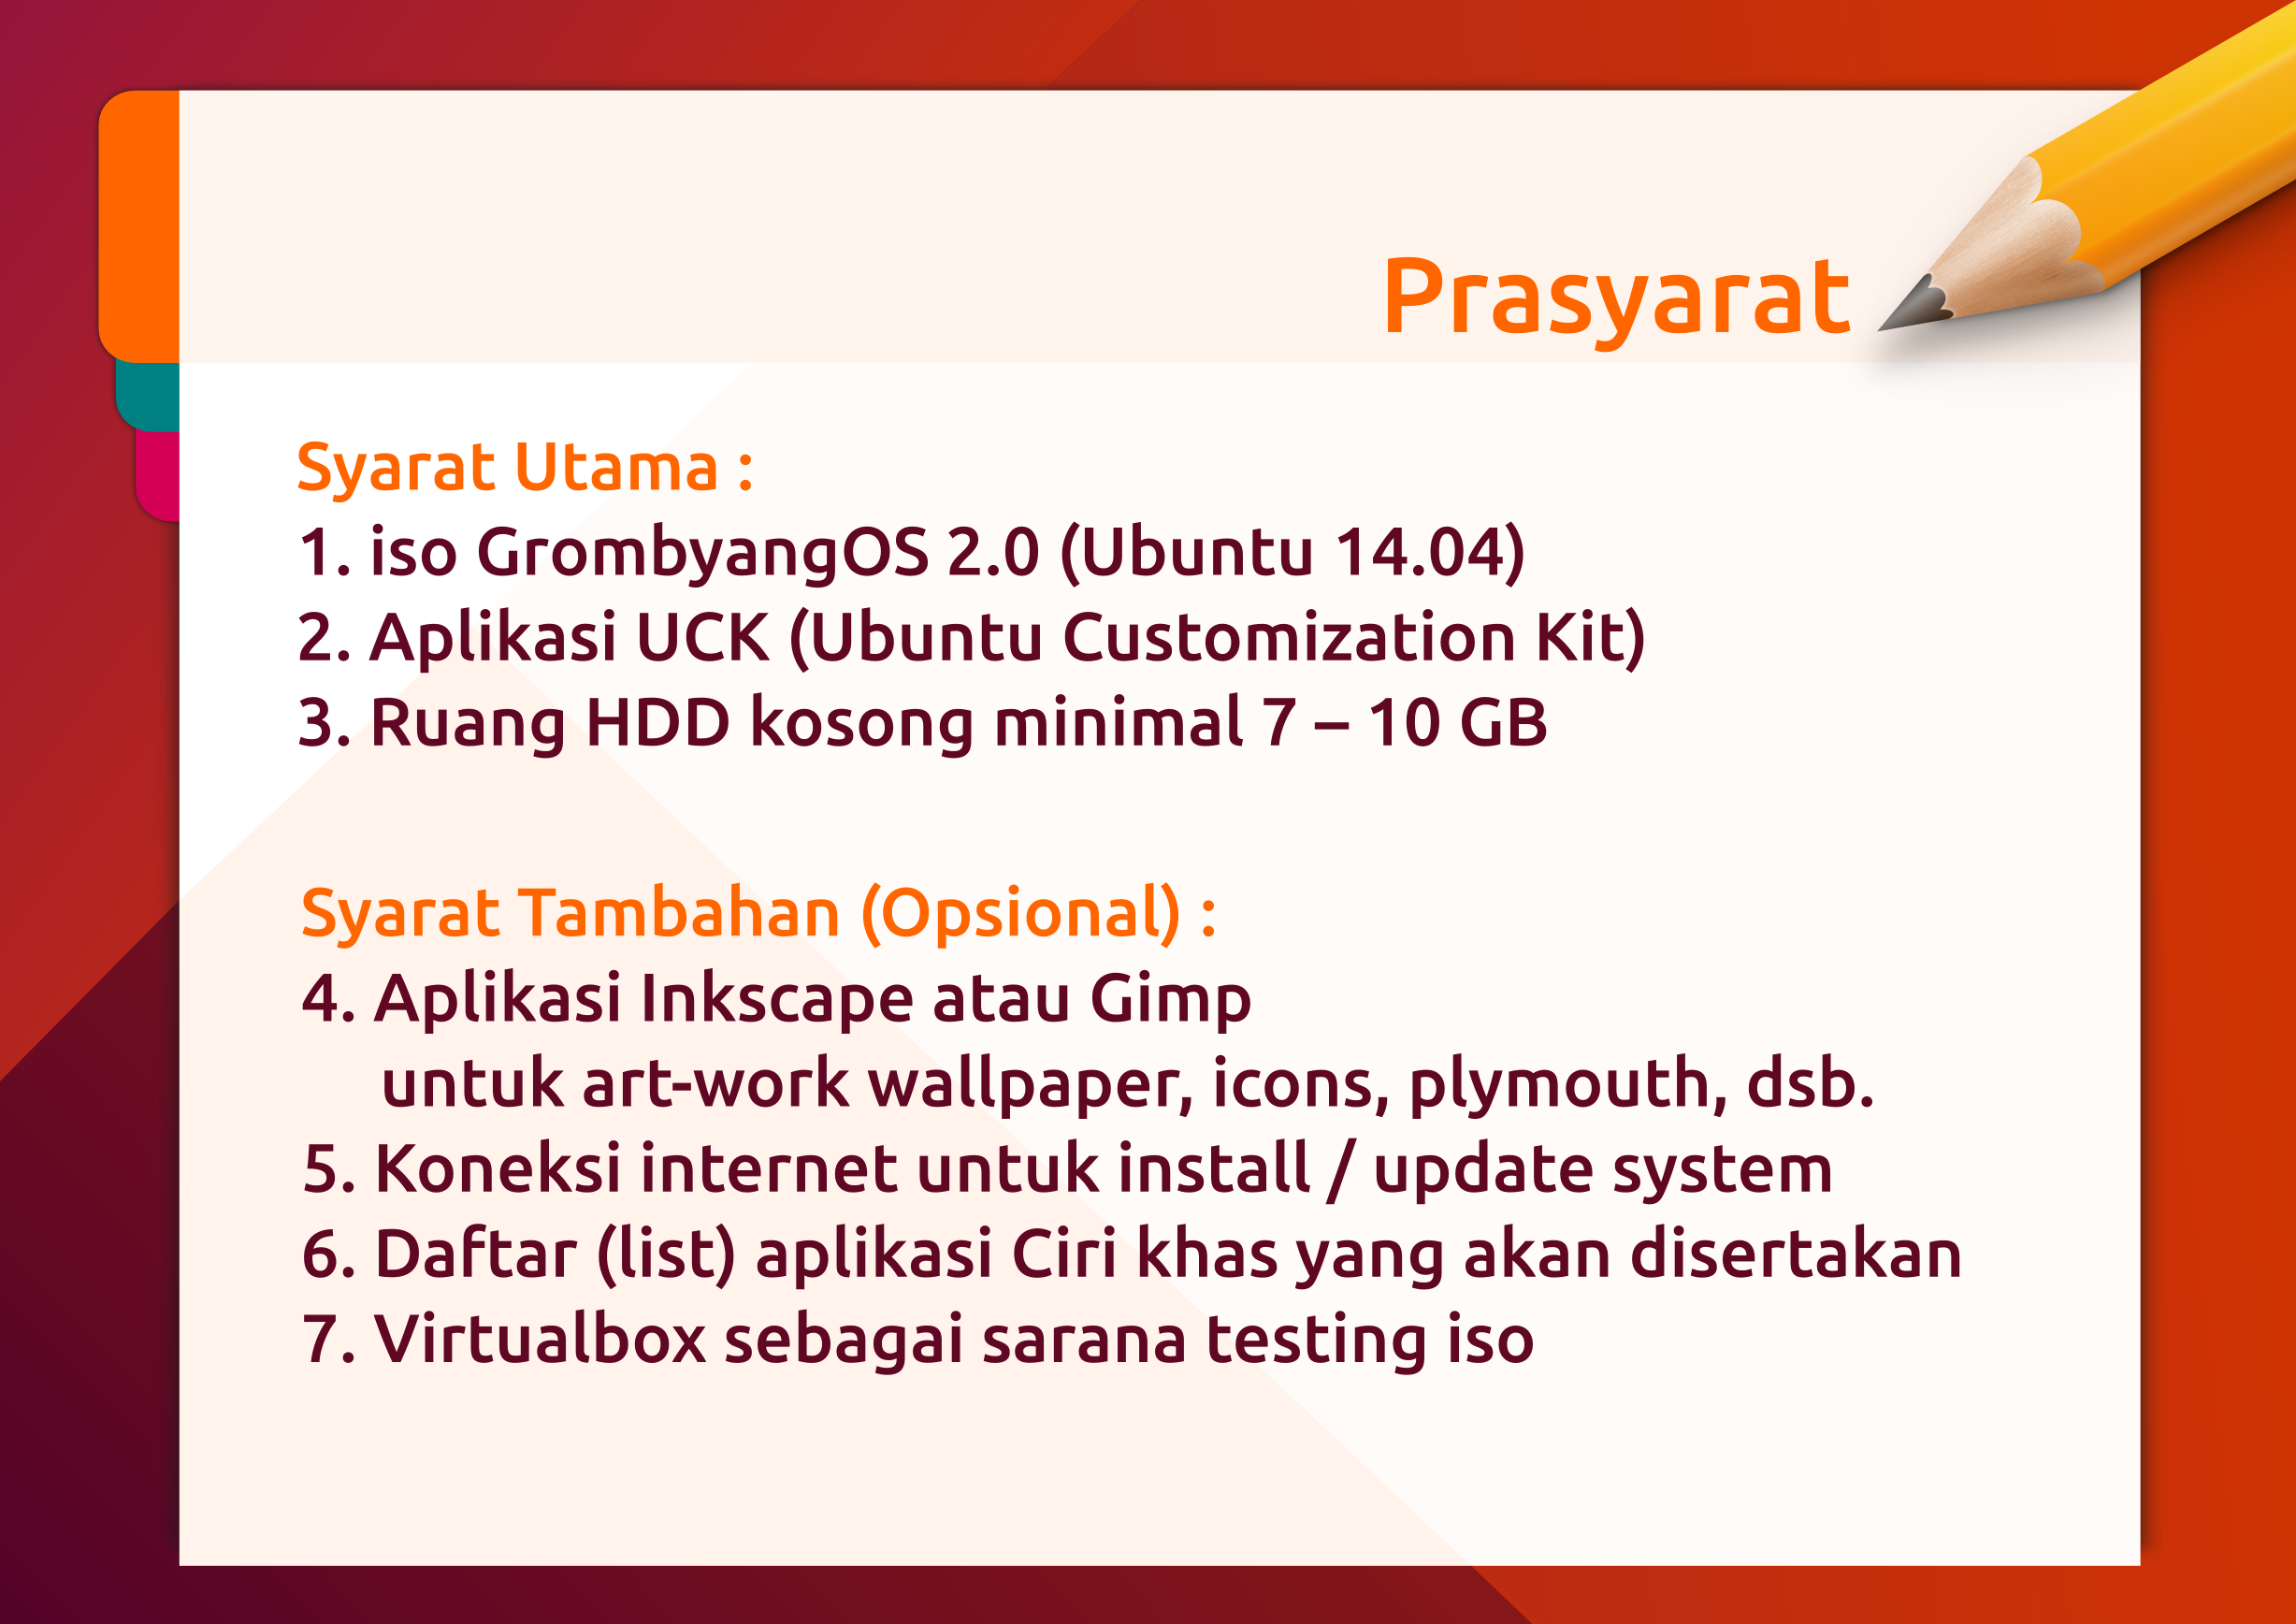 Prasyarat
Syarat Utama :
1. iso GrombyangOS 2.0 (Ubuntu 14.04)
2. Aplikasi UCK (Ubuntu Customization Kit)
3. Ruang HDD kosong minimal 7 – 10 GB
Syarat Tambahan (Opsional) :
4. Aplikasi Inkscape atau Gimp
untuk art-work wallpaper, icons, plymouth, dsb.
5. Koneksi internet untuk install / update system
6. Daftar (list) aplikasi Ciri khas yang akan disertakan
7. Virtualbox sebagai sarana testing iso